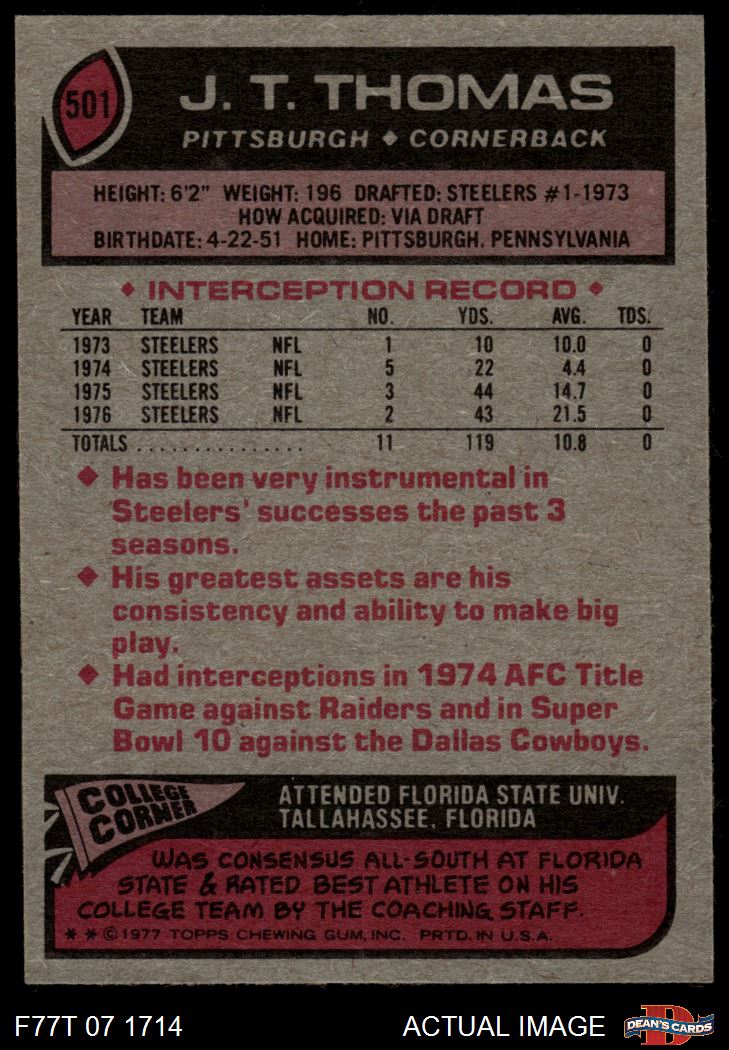 501
J. T. THOMAS
PITTSBURGH ♦ CORNERBACK
HEIGHT: 6'2" WEIGHT: 196 DRAFTED: STEELERS #1-1973
HOW ACQUIRED: VIA DRAFT
BIRTHDATE: 4-22-51 HOME: PITTSBURGH, PENNSYLVANIA
♦ INTERCEPTION RECORD ♦
YEAR TEAM NO. YDS. AVG. TDS.
1973 STEELERS NFL 1 10 10.0 0
1974 STEELERS NFL 5 22 4.4 0
1975 STEELERS NFL 3 44 14.7 0
1976 STEELERS NFL 2 43 21.5 0
TOTALS ................ 11 119 10.8 0
♦ Has been very instrumental in
Steelers' successes the past 3
seasons.
♦ His greatest assets are his
consistency and ability to make big
play.
♦ Had interceptions in 1974 AFC Title
Game against Raiders and in Super
Bowl 10 against the Dallas Cowboys.
COLLEGE
CORNER
ATTENDED FLORIDA STATE UNIV.
TALLAHASSEE, FLORIDA
WAS CONSENSUS ALL-SOUTH AT FLORIDA
STATE & RATED BEST ATHLETE ON HIS
COLLEGE TEAM BY THE COACHING STAFF.
* * ©1977 TOPPS CHEWING GUM, INC. PRTD. IN U.S.A.
F77T 07 1714 ACTUAL IMAGE
D
DEAN'S CARDS